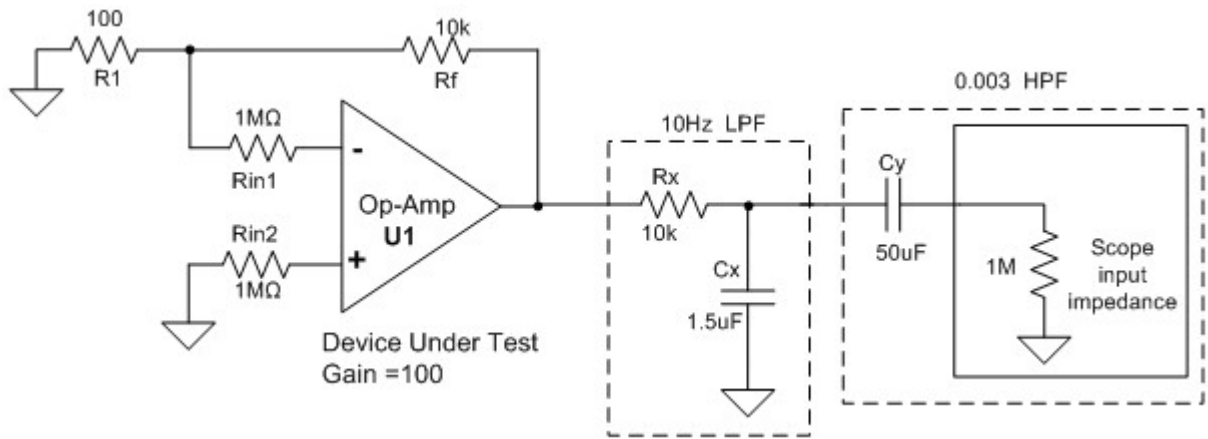 100
R1
10k
Rf
1MΩ
Rin1
-
Op-Amp
U1
+
Rin2
1MΩ
Device Under Test
Gain =100
10Hz LPF
Rx
10k
Cx
1.5uF
0.003 HPF
Cy
50uF
1M
Scope
input
impedance